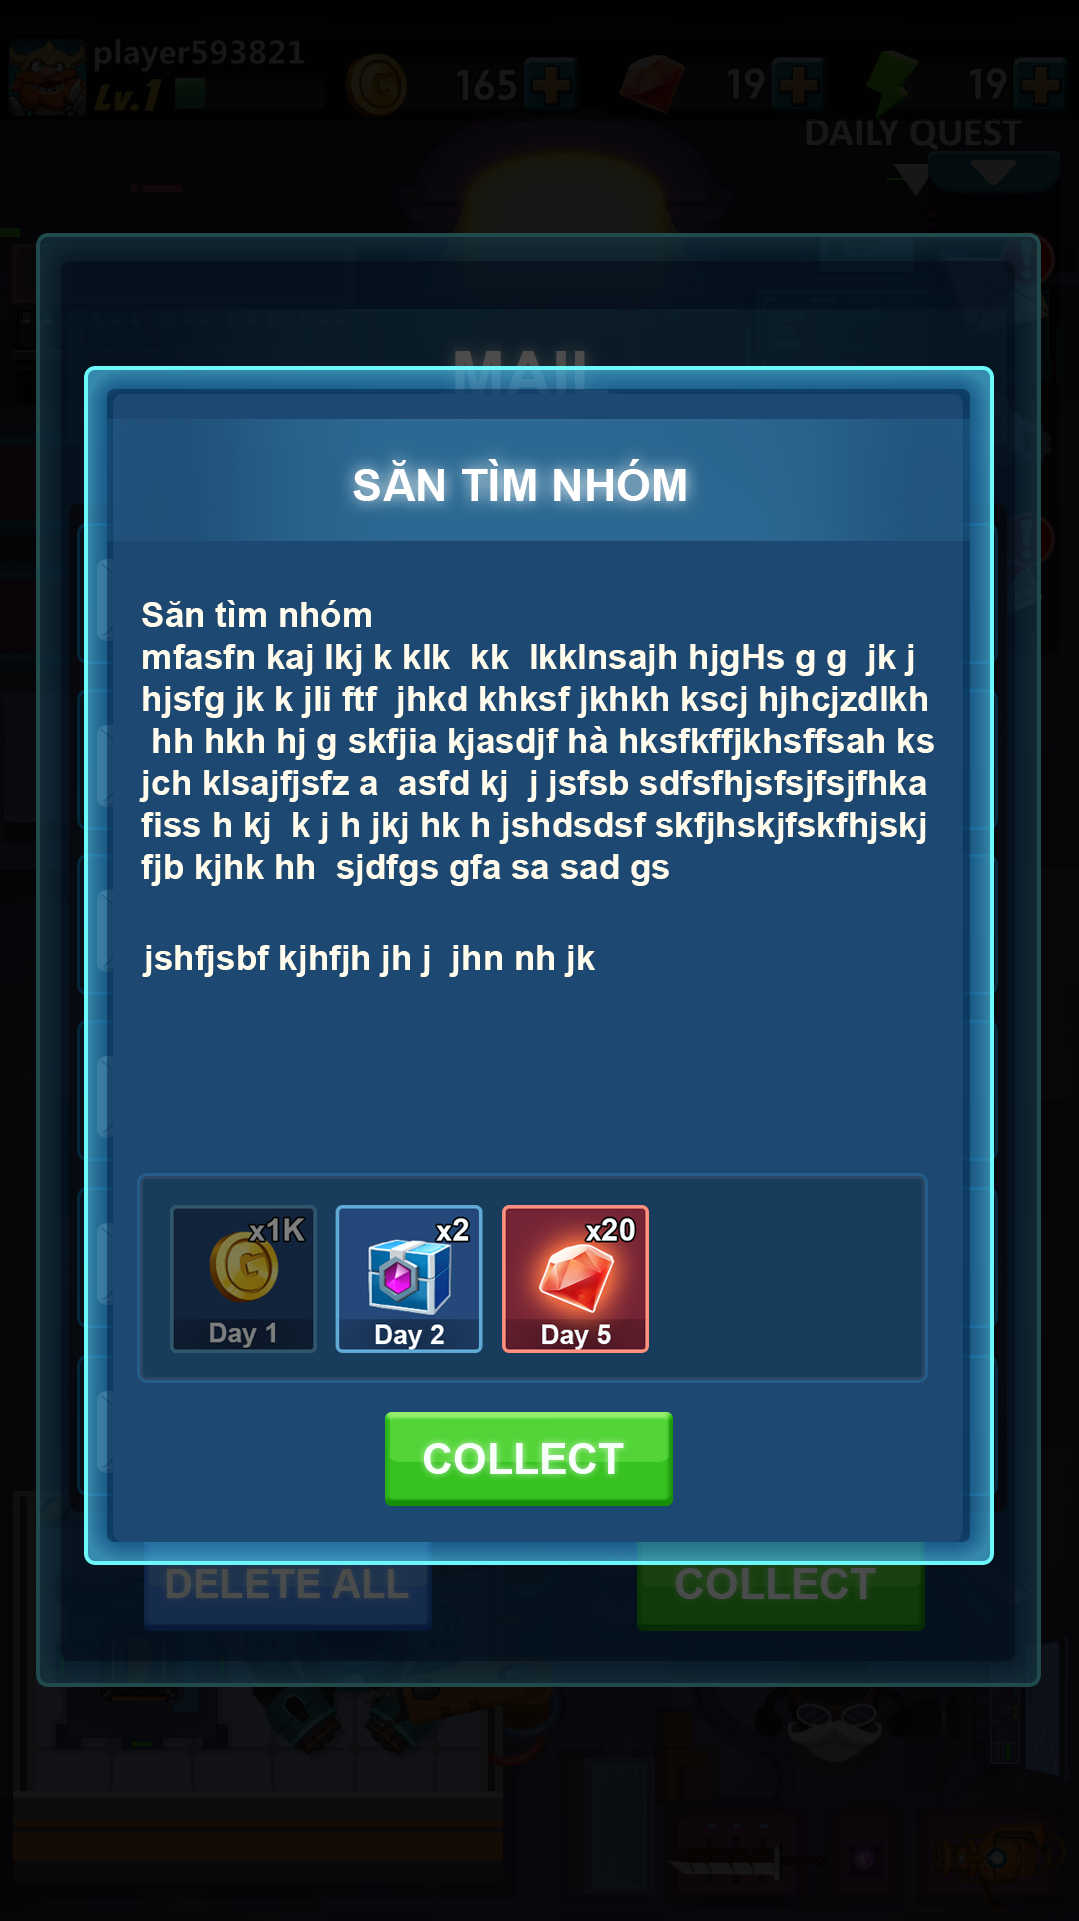 player593821
Lv.1
165
19
19
DAILY QUEST
MAIL
SĂN TÌM NHÓM
Săn tìm nhóm
mfasfn kaj lkj k klk  kk  lkklnsajh hjgHs g g  jk j
hjsfg jk k jli ftf  jhkd khksf jkhkh kscj hjhcjzdlkh
hh hkh hj g skfjia kjasdjf hà hksfkffjkhsffsah ks
jch klsajfjsfz a  asfd kj  j jsfsb sdfsfhjsfsjfsjfhka
fiss h kj  k j h jkj hk h jshdsdsf skfjhskjfskfhjskj
fjb kjhk hh  sjdfgs gfa sa sad gs
jshfjsbf kjhfjh jh j  jhn nh jk
x1K
x2
x20
Day 1
Day 2
Day 5
COLLECT
DELETE ALL
COLLECT